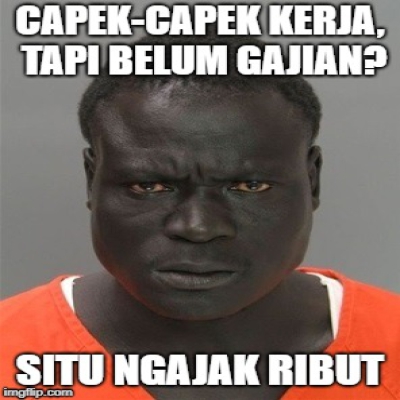 CAPEK-CAPEK KERJA,
TAPI BELUM GAJIAN?
SITU NGAJAK RIBUT
imgflip.com